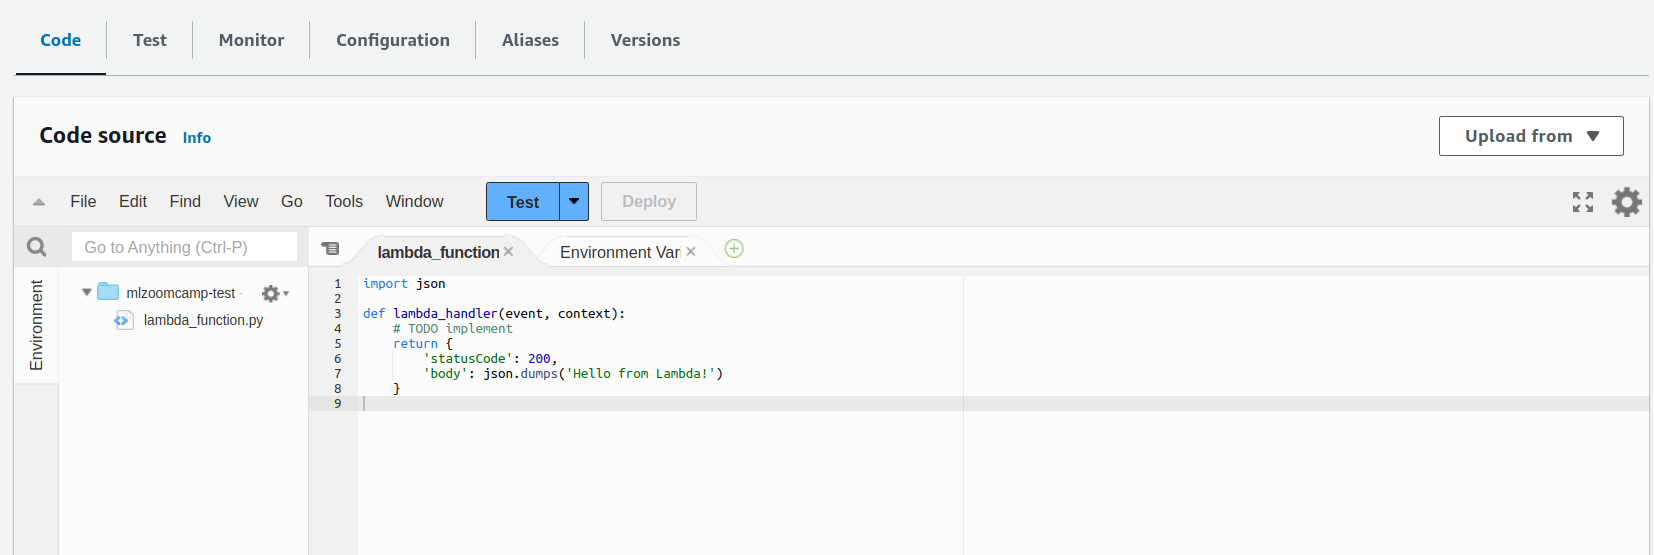 Code Test Monitor Configuration Aliases Versions
Code source Info Upload from
File Edit Find View Go Tools Window Test Deploy
Go to Anything (Ctrl-P) lambda_function Environment Vari
Environment
mlzoomcamp-test -
lambda_function.py
1 import json
2
3 def lambda_handler(event, context):
4 # TODO implement
5 return {
6 'statusCode': 200,
7 'body': json.dumps('Hello from Lambda!')
8 }
9